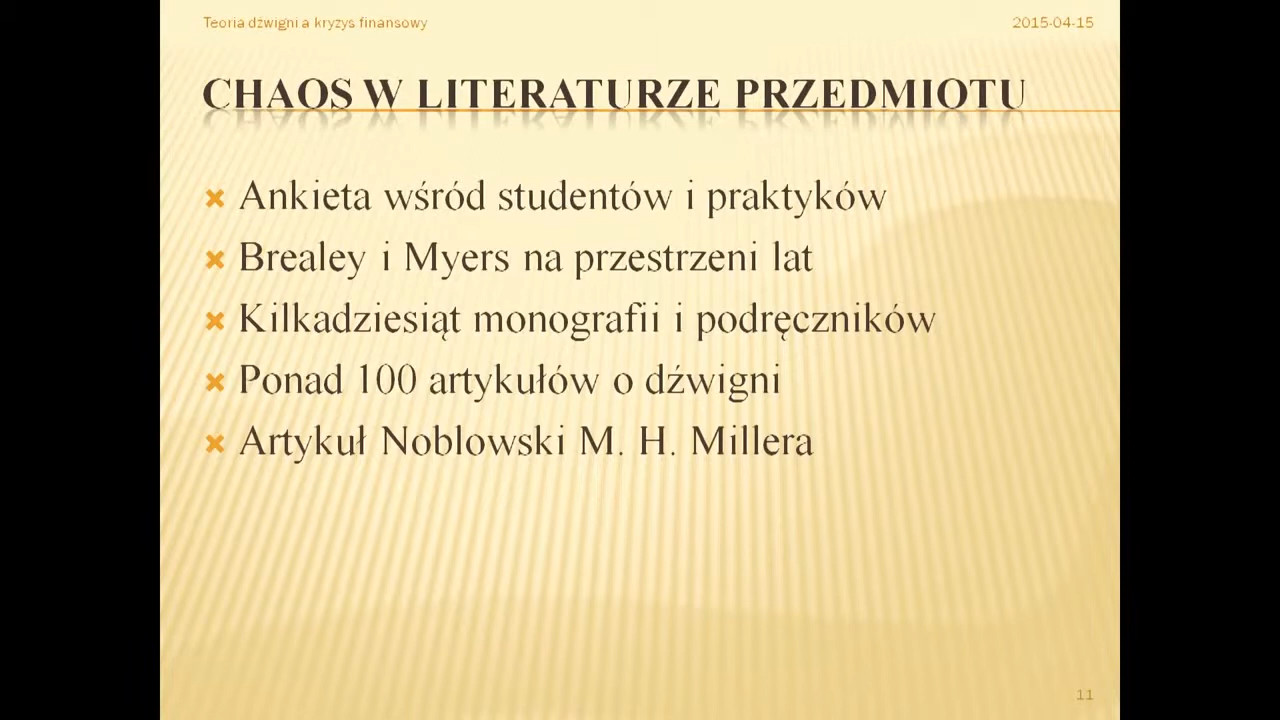 Teoria dźwigni a kryzys finansowy
2015-04-15
CHAOS W LITERATURZE PRZEDMIOTU
Ankieta wśród studentów i praktyków
Brealey i Myers na przestrzeni lat
Kilkadziesiąt monografii i podręczników
Ponad 100 artykułów o dźwigni
Artykuł Noblowski M. H. Millera
11